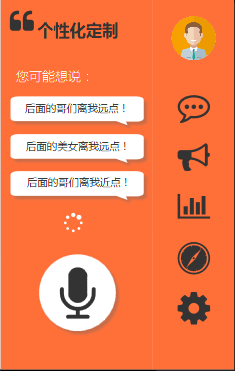 ❝ 个性化定制
您可能想说：
后面的哥们离我远点！
后面的美女离我远点！
后面的哥们离我近点！